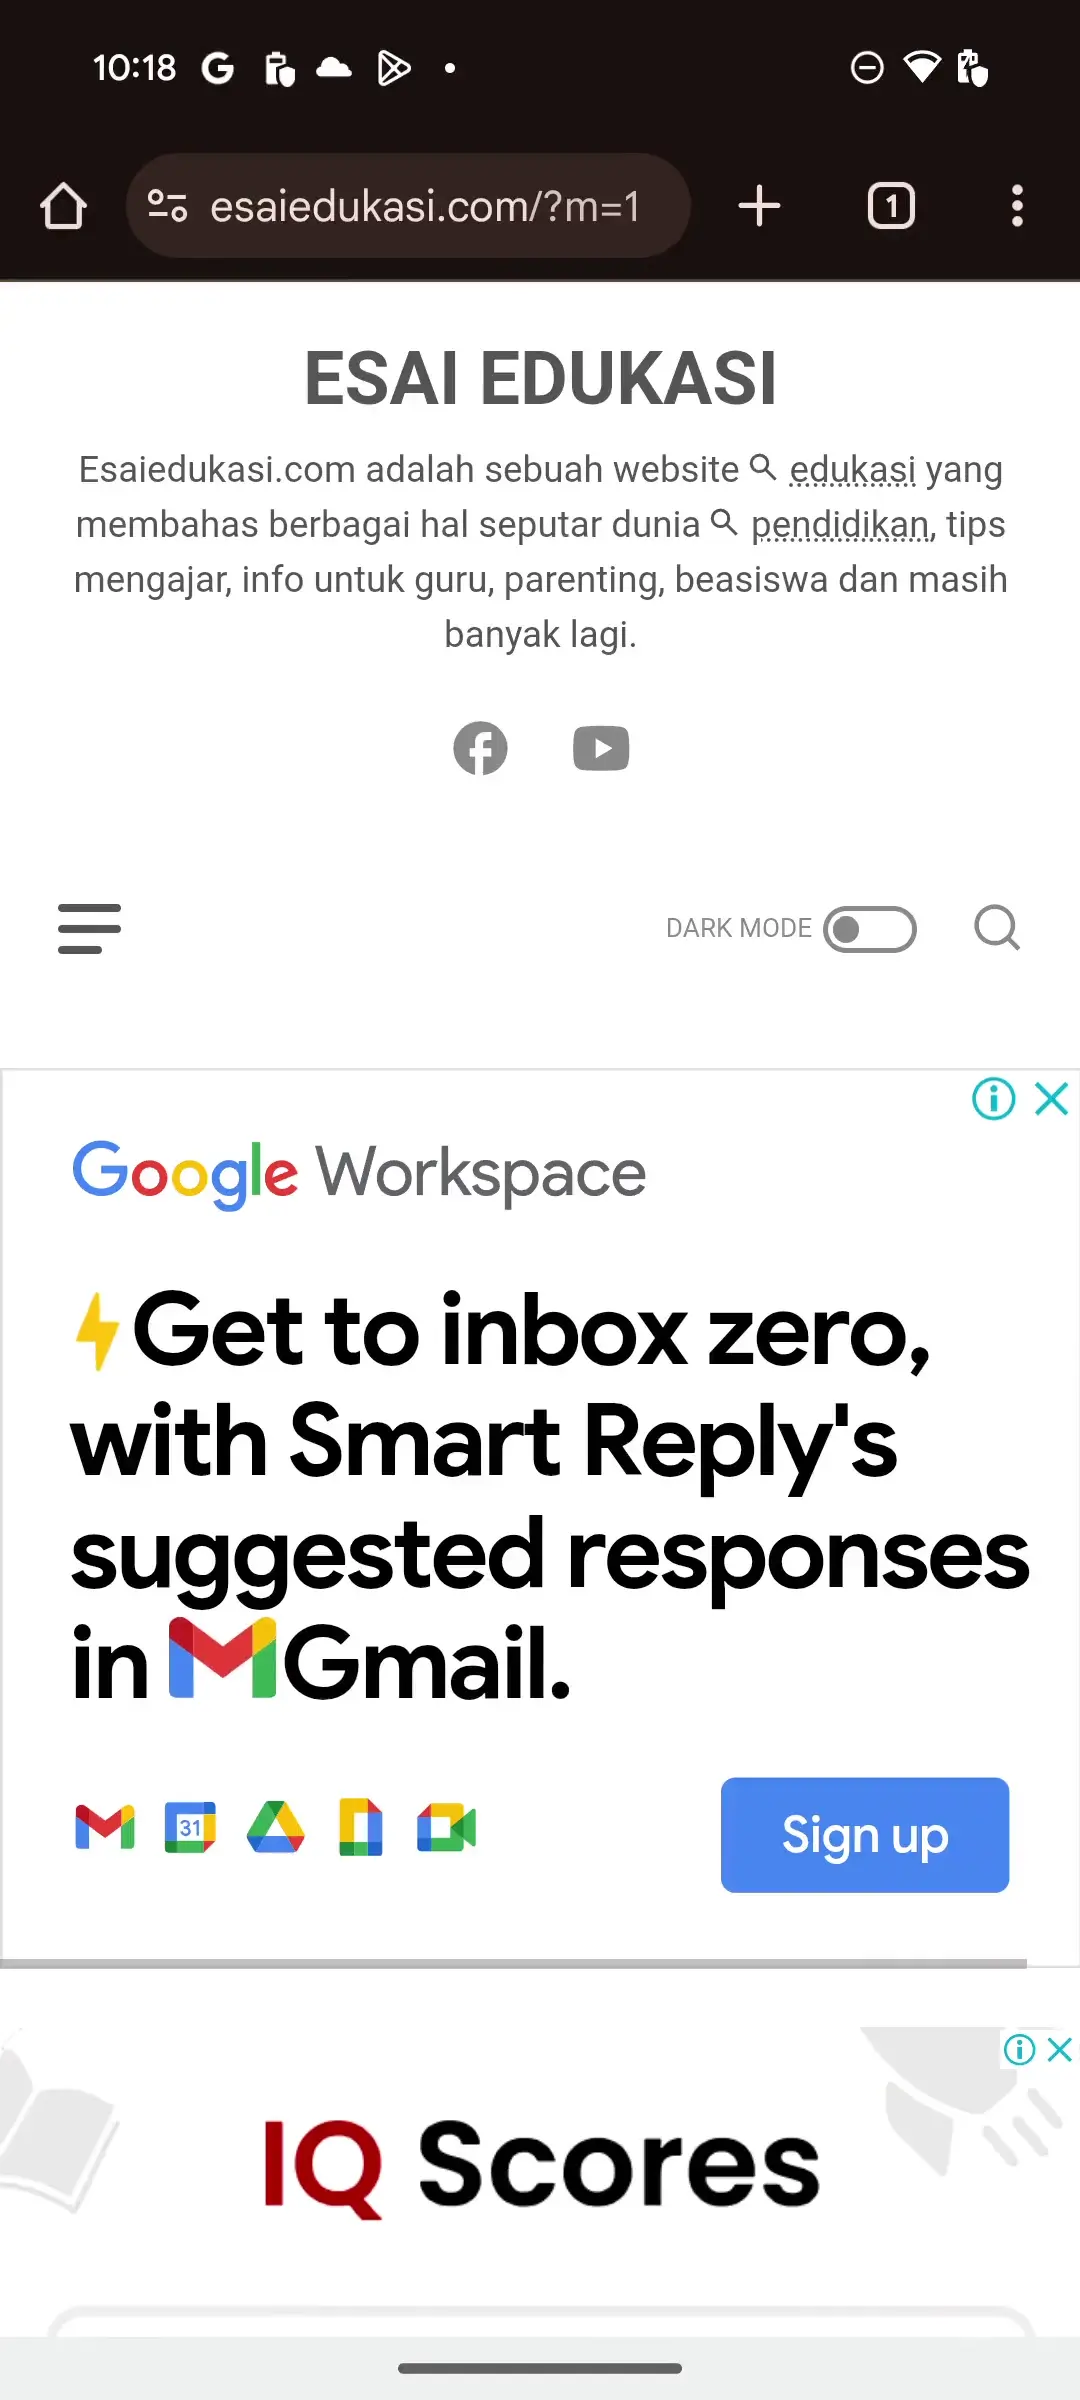 10:18
esaiedukasi.com/?m=1
1
ESAI EDUKASI
Esaiedukasi.com adalah sebuah website edukasi yang
membahas berbagai hal seputar dunia pendidikan, tips
mengajar, info untuk guru, parenting, beasiswa dan masih
banyak lagi.
DARK MODE
Google Workspace
⚡Get to inbox zero,
with Smart Reply's
suggested responses
in Gmail.
31
Sign up
IQ Scores